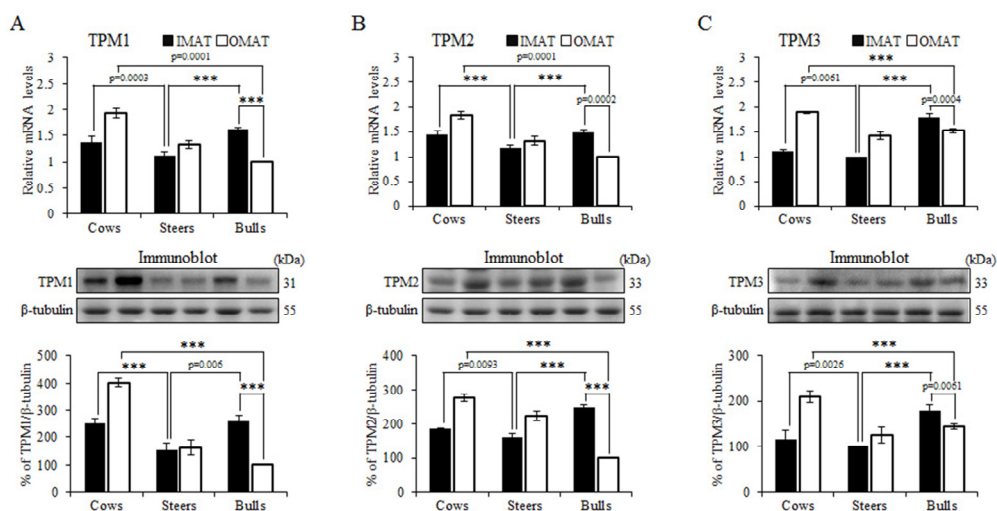 A
TPM1
IMAT OMAT
p=0.0001
p=0.0003
***
***
Relative mRNA levels
3
2.5
2
1.5
1
0.5
0
Cows Steers Bulls
Immunoblot (kDa)
TPM1 31
β-tubulin 55
***
*** p=0.006
***
% of TPM1/β-tubulin
500
400
300
200
100
0
Cows Steers Bulls
B
TPM2
IMAT OMAT
p=0.0001
*** ***
p=0.0002
Relative mRNA levels
3
2.5
2
1.5
1
0.5
0
Cows Steers Bulls
Immunoblot (kDa)
TPM2 33
β-tubulin 55
***
p=0.0093 ***
***
% of TPM2/β-tubulin
400
300
200
100
0
Cows Steers Bulls
C
TPM3
IMAT OMAT
***
p=0.0061 ***
p=0.0004
Relative mRNA levels
3
2.5
2
1.5
1
0.5
0
Cows Steers Bulls
Immunoblot (kDa)
TPM3 33
β-tubulin 55
***
p=0.0026 ***
p=0.0061
% of TPM3/β-tubulin
300
200
100
0
Cows Steers Bulls